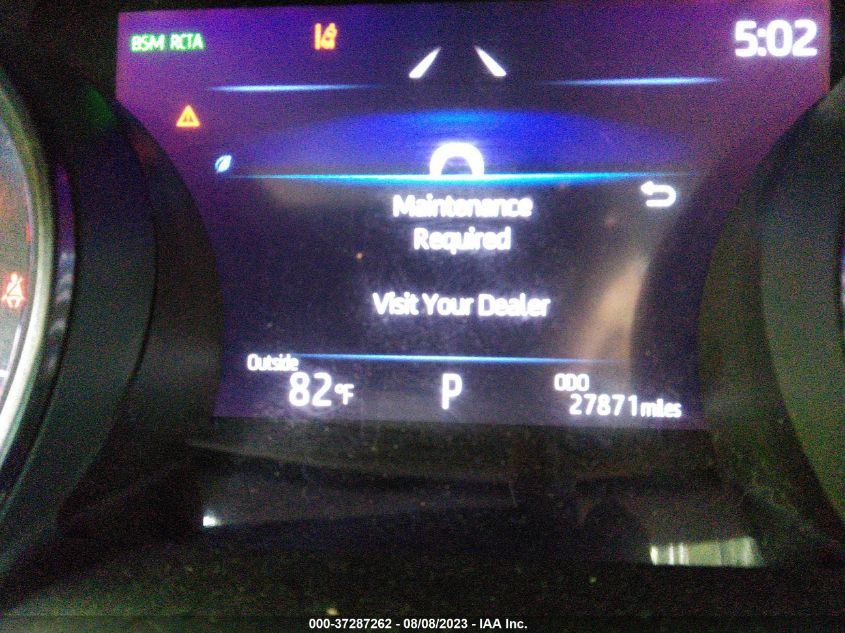 BSM RCTA
5:02
Maintenance
Required
Visit Your Dealer
Outside
82°F
P
ODO
27871 miles
000-37287262 - 08/08/2023 - IAA Inc.